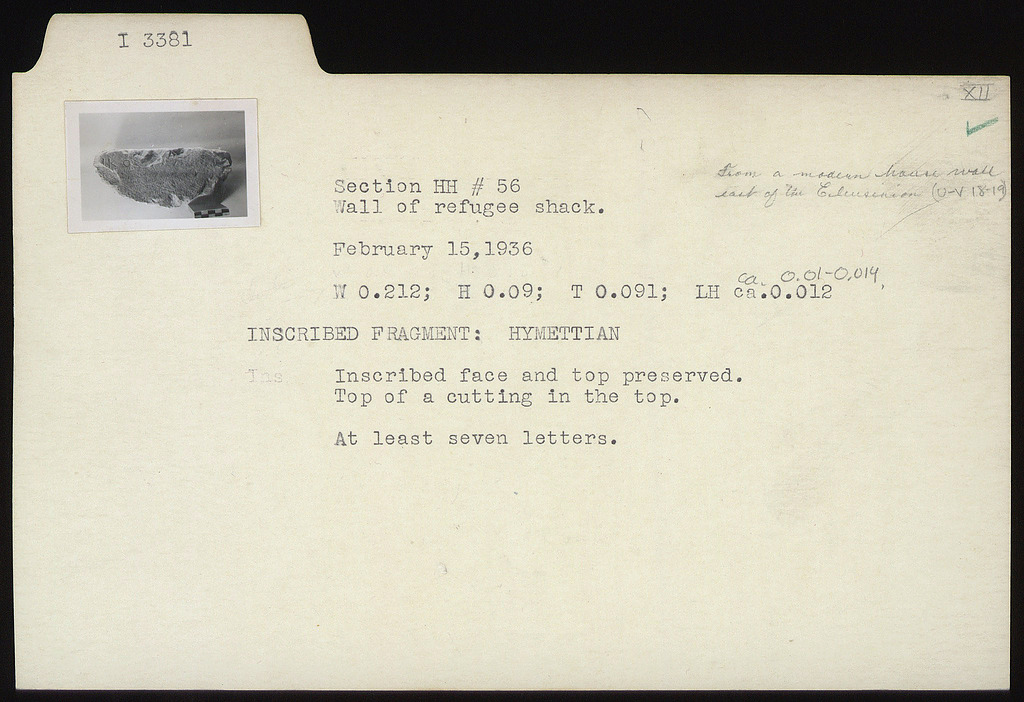 I 3381
XII
From a modern house wall
east of the Eleusinion (U-V 18-19)
Section HH # 56
Wall of refugee shack.
February 15,1936
ca. 0.01-0.014,
W 0.212; H 0.09; T 0.091; LH ca.0.012
INSCRIBED FRAGMENT: HYMETTIAN
Ins
Inscribed face and top preserved.
Top of a cutting in the top.
At least seven letters.